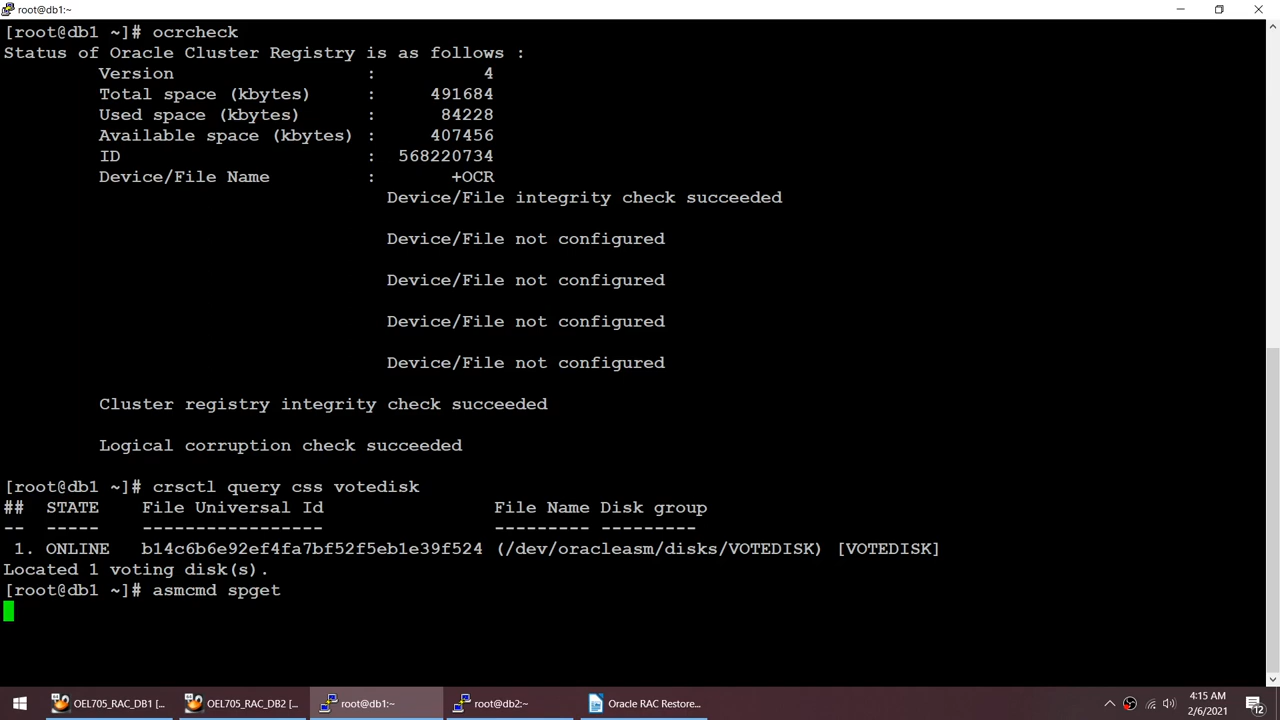 root@db1:~
[root@db1 ~]# ocrcheck
Status of Oracle Cluster Registry is as follows :
Version : 4
Total space (kbytes) : 491684
Used space (kbytes) : 84228
Available space (kbytes) : 407456
ID : 568220734
Device/File Name : +OCR
Device/File integrity check succeeded
Device/File not configured
Device/File not configured
Device/File not configured
Device/File not configured
Cluster registry integrity check succeeded
Logical corruption check succeeded
[root@db1 ~]# crsctl query css votedisk
## STATE File Universal Id File Name Disk group
-- ----- ----------------- --------- ---------
1. ONLINE b14c6b6e92ef4fa7bf52f5eb1e39f524 (/dev/oracleasm/disks/VOTEDISK) [VOTEDISK]
Located 1 voting disk(s).
[root@db1 ~]# asmcmd spget
OEL705_RAC_DB1 [... OEL705_RAC_DB2 [... root@db1:~ root@db2:~ Oracle RAC Restore... 4:15 AM
2/6/2021 12